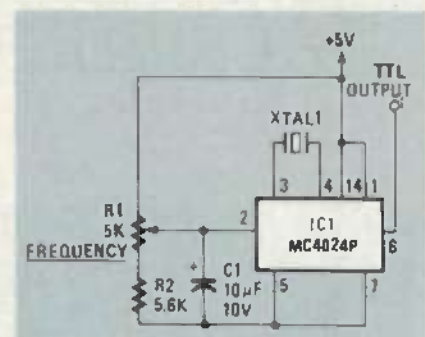 +5V
TTL
OUTPUT
XTAL1
3
4
14
1
R1
5K
FREQUENCY
2
IC1
MC4024P
6
R2
5.6K
C1
+
10µF
10V
5
7